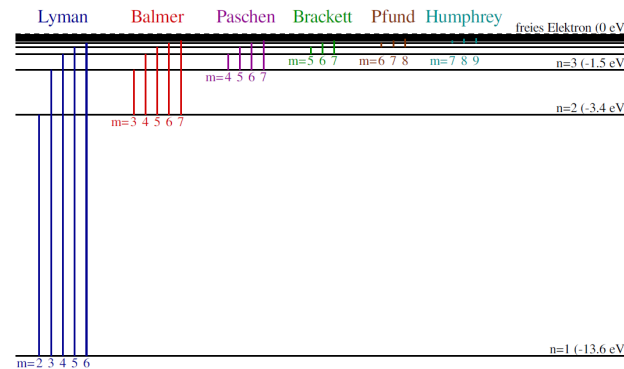 Lyman Balmer Paschen Brackett Pfund Humphrey
freies Elektron (0 eV
m=5 6 7
m=6 7 8
m=7 8 9
n=3 (-1.5 eV
m=4 5 6 7
n=2 (-3.4 eV
m=3 4 5 6 7
n=1 (-13.6 eV
m=2 3 4 5 6